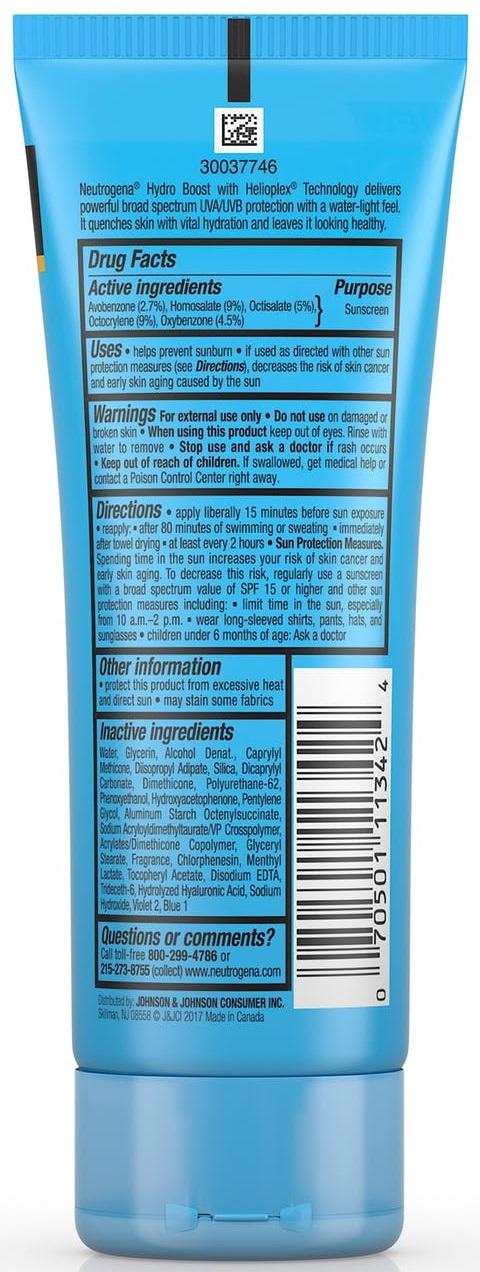 30037746
Neutrogena® Hydro Boost with Helioplex® Technology delivers
powerful broad spectrum UVA/UVB protection with a water-light feel.
It quenches skin with vital hydration and leaves it looking healthy.
Drug Facts
Active ingredients Purpose
Avobenzone (2.7%), Homosalate (9%), Octisalate (5%),
Octocrylene (9%), Oxybenzone (4.5%) } Sunscreen
Uses • helps prevent sunburn • if used as directed with other sun
protection measures (see Directions), decreases the risk of skin cancer
and early skin aging caused by the sun
Warnings For external use only • Do not use on damaged or
broken skin • When using this product keep out of eyes. Rinse with
water to remove • Stop use and ask a doctor if rash occurs
• Keep out of reach of children. If swallowed, get medical help or
contact a Poison Control Center right away.
Directions • apply liberally 15 minutes before sun exposure
• reapply: ▪ after 80 minutes of swimming or sweating ▪ immediately
after towel drying ▪ at least every 2 hours • Sun Protection Measures.
Spending time in the sun increases your risk of skin cancer and
early skin aging. To decrease this risk, regularly use a sunscreen
with a broad spectrum value of SPF 15 or higher and other sun
protection measures including: ▪ limit time in the sun, especially
from 10 a.m.–2 p.m. ▪ wear long-sleeved shirts, pants, hats, and
sunglasses • children under 6 months of age: Ask a doctor
Other information
• protect this product from excessive heat
and direct sun • may stain some fabrics
Inactive ingredients
Water, Glycerin, Alcohol Denat., Caprylyl
Methicone, Diisopropyl Adipate, Silica, Dicaprylyl
Carbonate, Dimethicone, Polyurethane-62,
Phenoxyethanol, Hydroxyacetophenone, Pentylene
Glycol, Aluminum Starch Octenylsuccinate,
Sodium Acryloyldimethyltaurate/VP Crosspolymer,
Acrylates/Dimethicone Copolymer, Glyceryl
Stearate, Fragrance, Chlorphenesin, Menthyl
Lactate, Tocopheryl Acetate, Disodium EDTA,
Trideceth-6, Hydrolyzed Hyaluronic Acid, Sodium
Hydroxide, Violet 2, Blue 1
Questions or comments?
Call toll-free 800-299-4786 or
215-273-8755 (collect) www.neutrogena.com
Distributed by: JOHNSON & JOHNSON CONSUMER INC.
Skillman, NJ 08558 © J&JCI 2017 Made in Canada
0 70501 11342 4